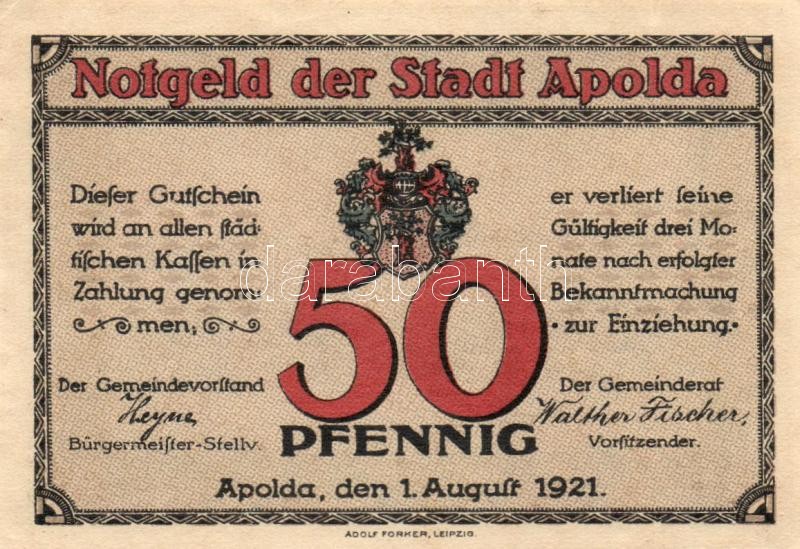 Notgeld der Stadt Apolda
Dieſer Gutſchein
wird an allen ſtäd⸗
tiſchen Kaſſen in
Zahlung genom⸗
men;
er verliert ſeine
Gültigkeit drei Mo⸗
nate nach erfolgter
Bekanntmachung
· zur Einziehung. ·
darabanth
50
PFENNIG
Der Gemeindevorſtand
Heyne
Bürgermeiſter-Stellv.
Der Gemeinderat
Walther Fischer,
Vorſitzender.
Apolda, den 1. Auguſt 1921.
ADOLF FORKER, LEIPZIG.